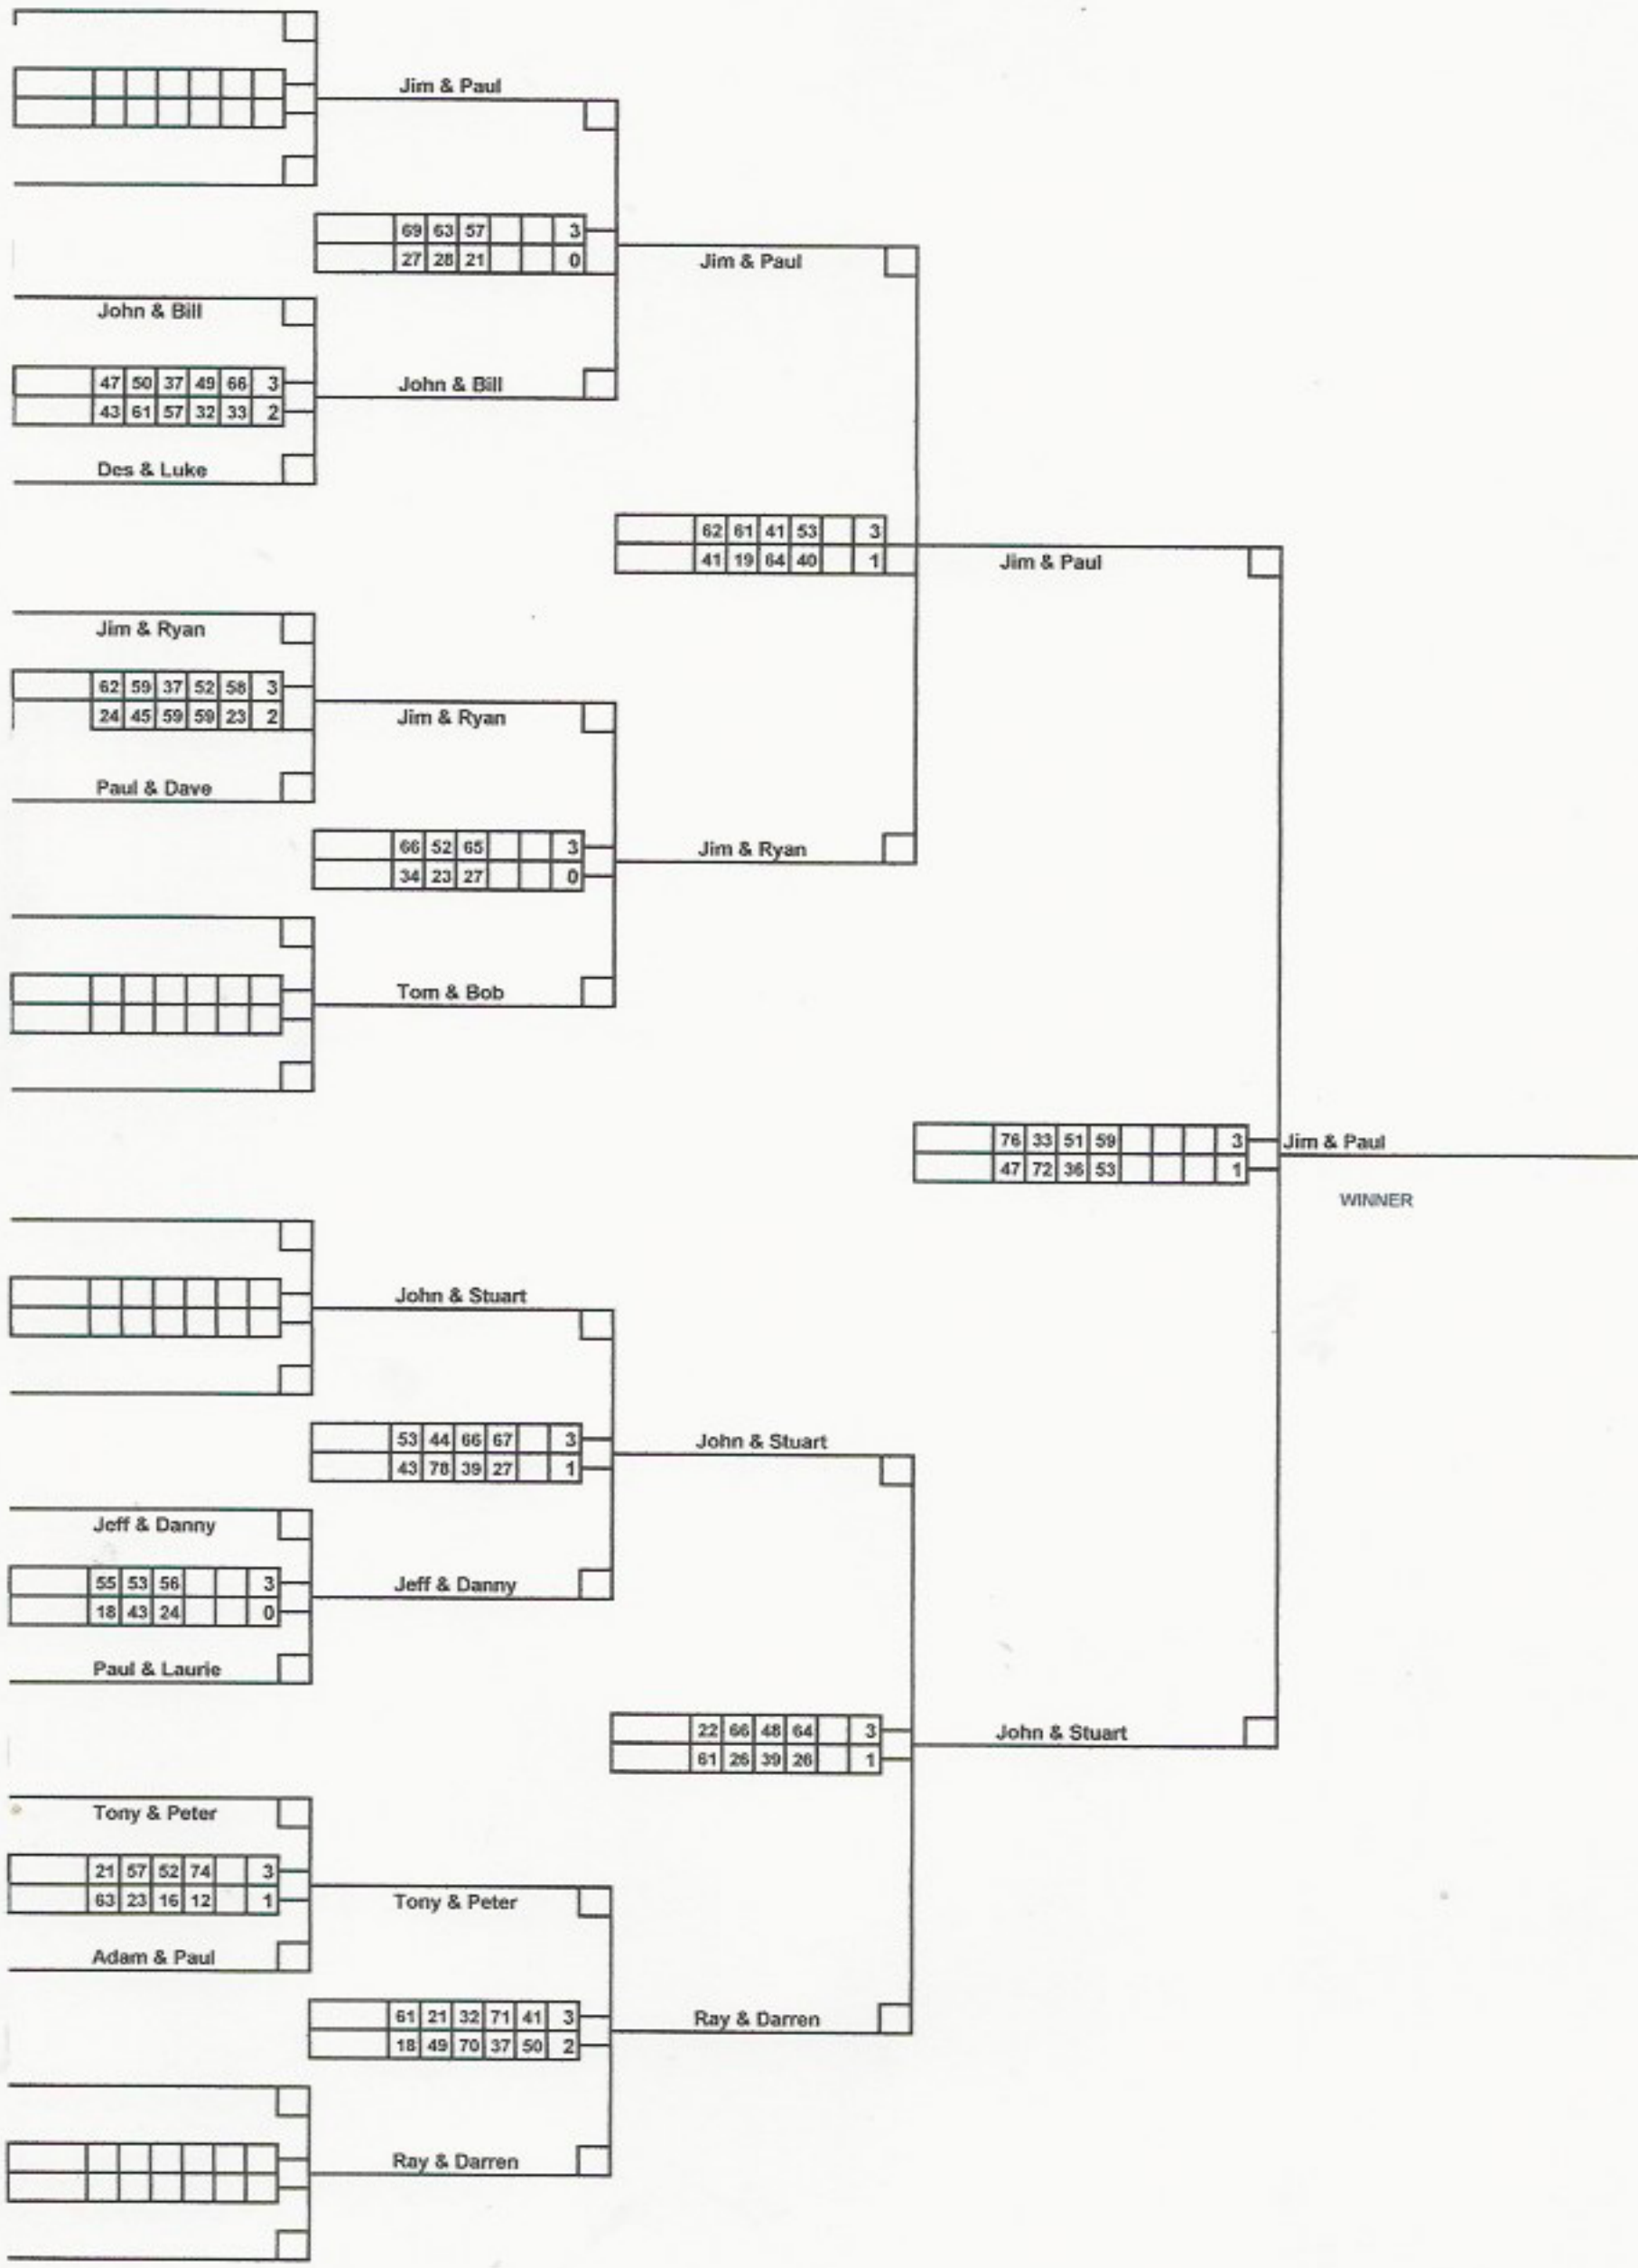 Jim & Paul
69 63 57 3
27 28 21 0
Jim & Paul
John & Bill
47 50 37 49 66 3
43 61 57 32 33 2
John & Bill
Des & Luke
62 61 41 53 3
41 19 64 40 1
Jim & Paul
Jim & Ryan
62 59 37 52 58 3
24 45 59 59 23 2
Jim & Ryan
Paul & Dave
66 52 65 3
34 23 27 0
Jim & Ryan
Tom & Bob
76 33 51 59 3
47 72 36 53 1
Jim & Paul
WINNER
John & Stuart
53 44 66 67 3
43 78 39 27 1
John & Stuart
Jeff & Danny
55 53 56 3
18 43 24 0
Jeff & Danny
Paul & Laurie
22 66 48 64 3
61 26 39 26 1
John & Stuart
Tony & Peter
21 57 52 74 3
63 23 16 12 1
Tony & Peter
Adam & Paul
61 21 32 71 41 3
18 49 70 37 50 2
Ray & Darren
Ray & Darren